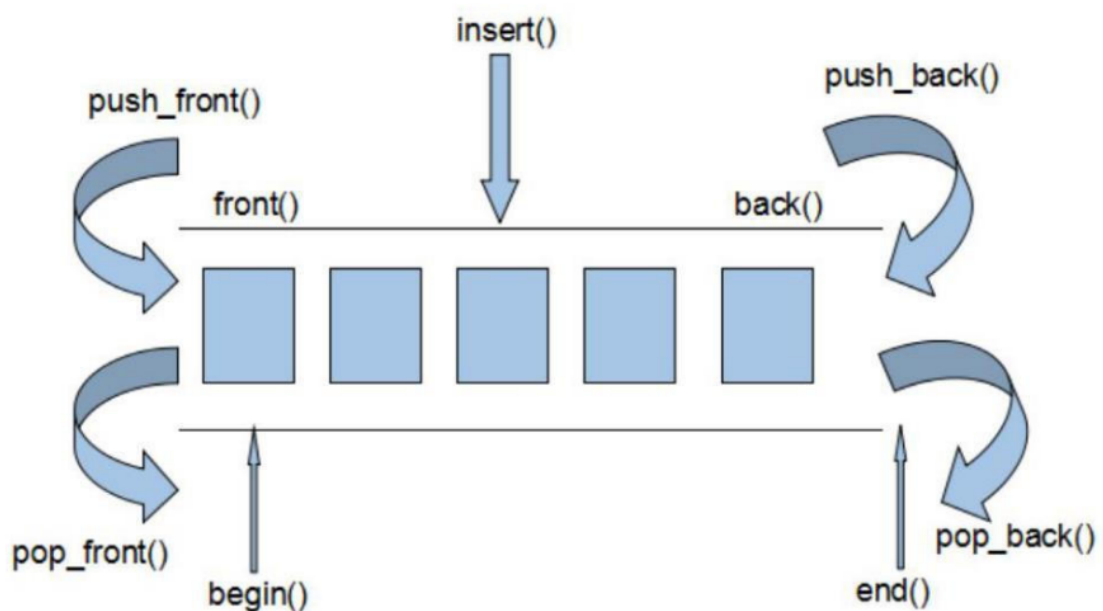 insert()
push_front()
push_back()
front()
back()
pop_front()
pop_back()
begin()
end()